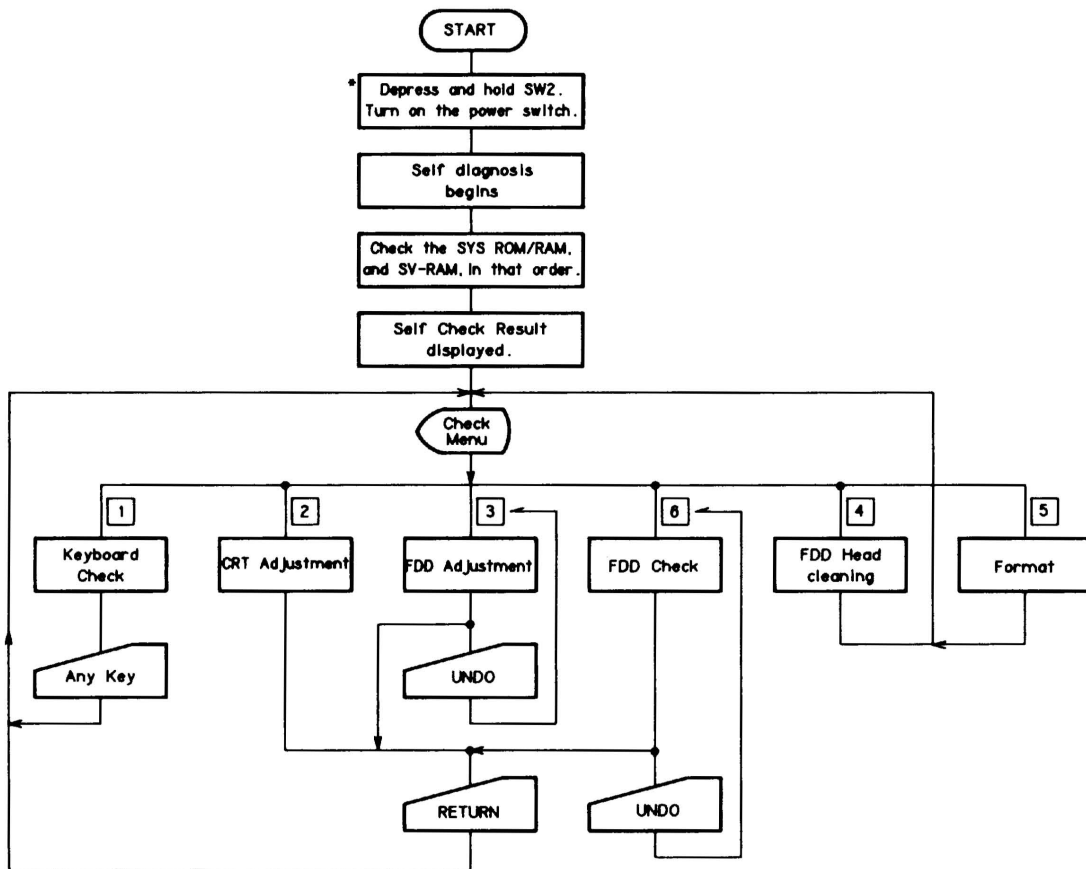 START
*
Depress and hold SW2.
Turn on the power switch.
Self diagnosis
begins
Check the SYS ROM/RAM,
and SV-RAM, in that order.
Self Check Result
displayed.
Check
Menu
1
2
3
6
4
5
Keyboard
Check
CRT Adjustment
FDD Adjustment
FDD Check
FDD Head
cleaning
Format
Any Key
UNDO
RETURN
UNDO